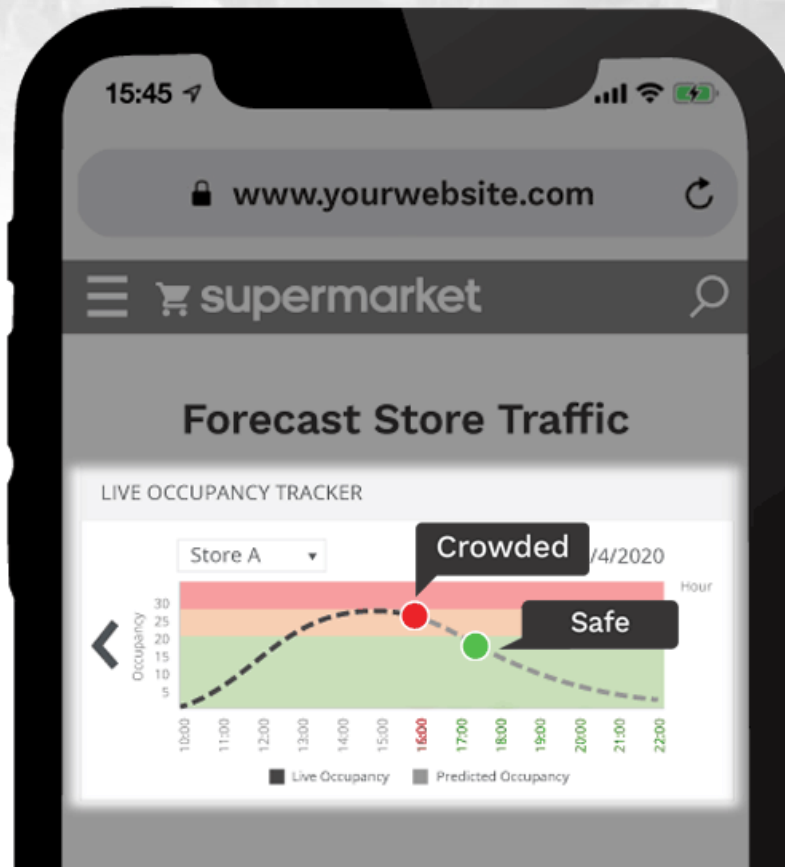 15:45
www.yourwebsite.com
supermarket
Forecast Store Traffic
LIVE OCCUPANCY TRACKER
Store A
Crowded
/4/2020
Hour
Safe
Occupancy
30
25
20
15
10
5
10:00 11:00 12:00 13:00 14:00 15:00 16:00 17:00 18:00 19:00 20:00 21:00 22:00
Live Occupancy Predicted Occupancy